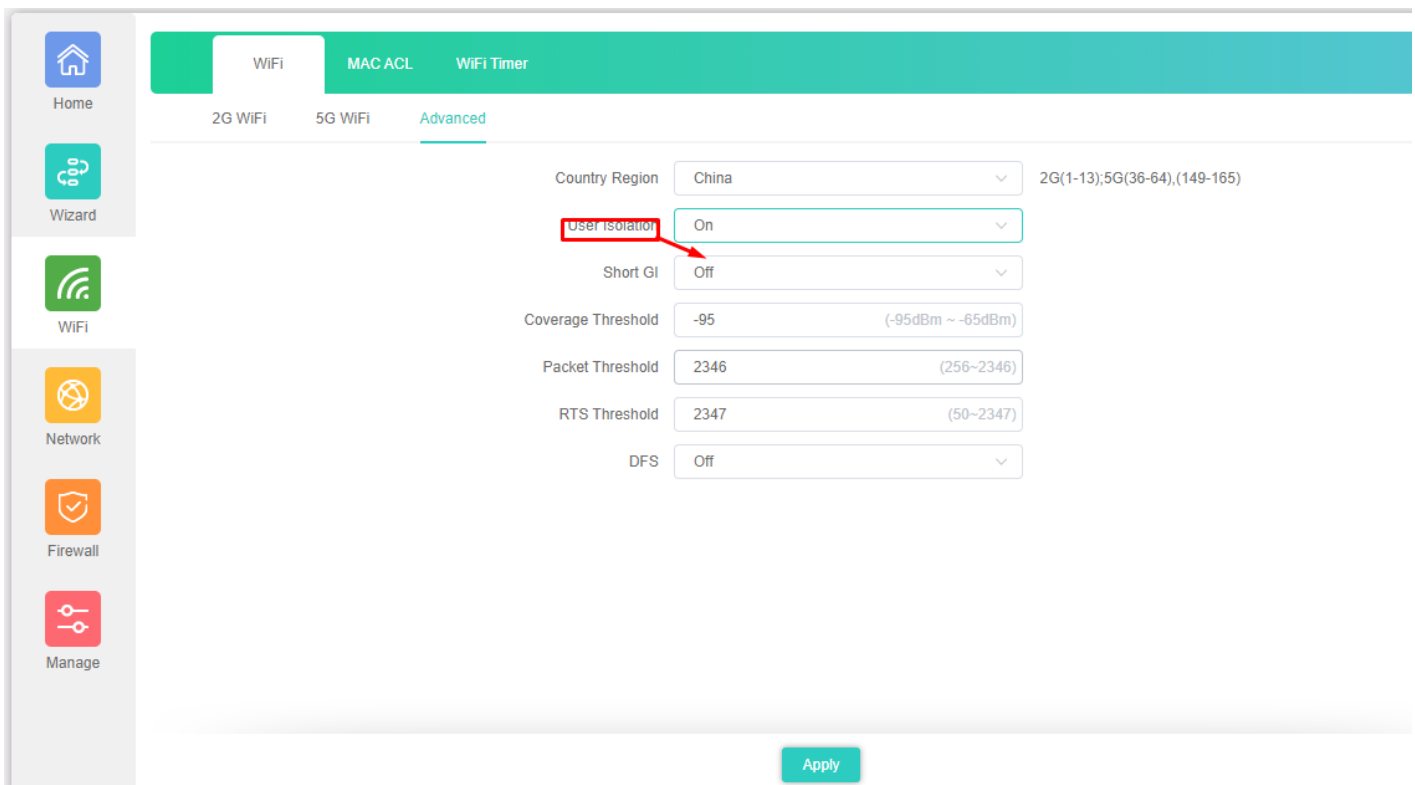 Home
Wizard
WiFi
Network
Firewall
Manage
WiFi MAC ACL WiFi Timer
2G WiFi 5G WiFi Advanced
Country Region China 2G(1-13);5G(36-64),(149-165)
User Isolation On
Short GI Off
Coverage Threshold -95 (-95dBm ~ -65dBm)
Packet Threshold 2346 (256~2346)
RTS Threshold 2347 (50~2347)
DFS Off
Apply